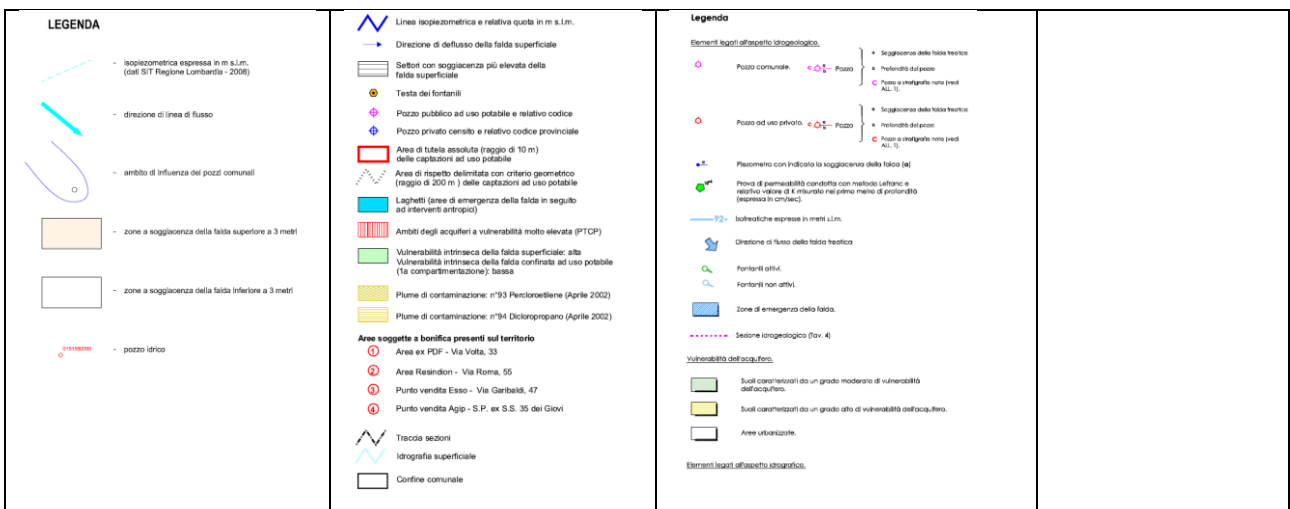 LEGENDA
- isopiezometrica espressa in m s.l.m.
(dati SIT Regione Lombardia - 2008)
- direzione di linea di flusso
- ambito di influenza dei pozzi comunali
- zone a soggiacenza della falda superiore a 3 metri
- zone a soggiacenza della falda inferiore a 3 metri
- pozzo idrico
Linea isopiezometrica e relativa quota in m s.l.m.
Direzione di deflusso della falda superficiale
Settori con soggiacenza più elevata della
falda superficiale
Testa dei fontanili
Pozzo pubblico ad uso potabile e relativo codice
Pozzo privato censito e relativo codice provinciale
Area di tutela assoluta (raggio di 10 m)
delle captazioni ad uso potabile
Area di rispetto delimitata con criterio geometrico
(raggio di 200 m ) delle captazioni ad uso potabile
Laghetti (aree di emergenza della falda in seguito
ad interventi antropici)
Ambiti degli acquiferi a vulnerabilità molto elevata (PTCP)
Vulnerabilità intrinseca della falda superficiale: alta
Vulnerabilità intrinseca della falda confinata ad uso potabile
(1a compartimentazione): bassa
Plume di contaminazione: n°93 Percloroetilene (Aprile 2002)
Plume di contaminazione: n°94 Dicloropropano (Aprile 2002)
Aree soggette a bonifica presenti sul territorio
1 Area ex PDF - Via Volta, 33
2 Area Resindion - Via Roma, 55
3 Punto vendita Esso - Via Garibaldi, 47
4 Punto vendita Agip - S.P. ex S.S. 35 dei Giovi
Traccia sezioni
Idrografia superficiale
Confine comunale
Legenda
Elementi legati all'aspetto idrogeologico.
Pozzo comunale. Pozzo
a Soggiacenza della falda freatica
b Profondità del pozzo
C Pozzo a stratigrafia nota (vedi
ALL. 1).
Pozzo ad uso privato. Pozzo
a Soggiacenza della falda freatica
b Profondità del pozzo
C Pozzo a stratigrafia nota (vedi
ALL. 1).
Piezometro con indicata la soggiacenza della falda (a)
Prova di permeabilità condotta con metodo Lefranc e
relativo valore di K misurato nel primo metro di profondità
(espressa in cm/sec).
92 Isofreatiche espresse in metri s.l.m.
Direzione di flusso della falda freatica
Fontanili attivi.
Fontanili non attivi.
Zone di emergenza della falda.
Sezione idrogeologica (Tav. 4)
Vulnerabilità dell'acquifero.
Suoli caratterizzati da un grado moderato di vulnerabilità
dell'acquifero.
Suoli caratterizzati da un grado alto di vulnerabilità dell'acquifero.
Aree urbanizzate.
Elementi legati all'aspetto idrografico.